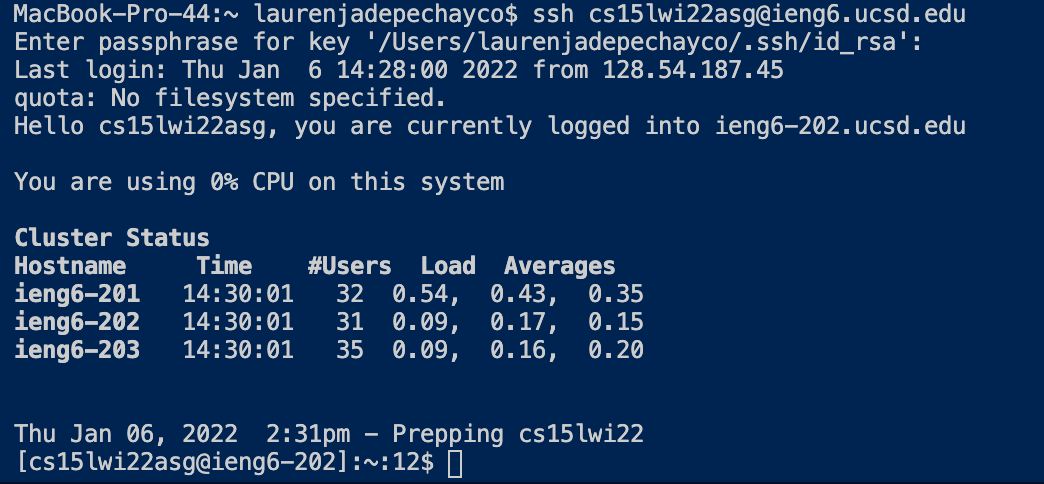 MacBook-Pro-44:~ laurenjadepechayco$ ssh cs15lwi22asg@ieng6.ucsd.edu
Enter passphrase for key '/Users/laurenjadepechayco/.ssh/id_rsa':
Last login: Thu Jan  6 14:28:00 2022 from 128.54.187.45
quota: No filesystem specified.
Hello cs15lwi22asg, you are currently logged into ieng6-202.ucsd.edu
You are using 0% CPU on this system
Cluster Status
Hostname     Time    #Users  Load  Averages
ieng6-201   14:30:01   32  0.54,  0.43,  0.35
ieng6-202   14:30:01   31  0.09,  0.17,  0.15
ieng6-203   14:30:01   35  0.09,  0.16,  0.20
Thu Jan 06, 2022  2:31pm - Prepping cs15lwi22
[cs15lwi22asg@ieng6-202]:~:12$